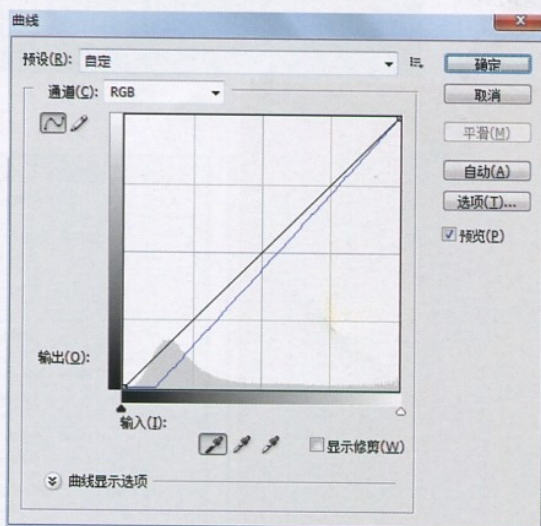 曲线
预设(R): 自定
确定
通道(C): RGB
取消
平滑(M)
自动(A)
选项(T)...
预览(P)
输出(O):
输入(I):
显示修剪(W)
曲线显示选项